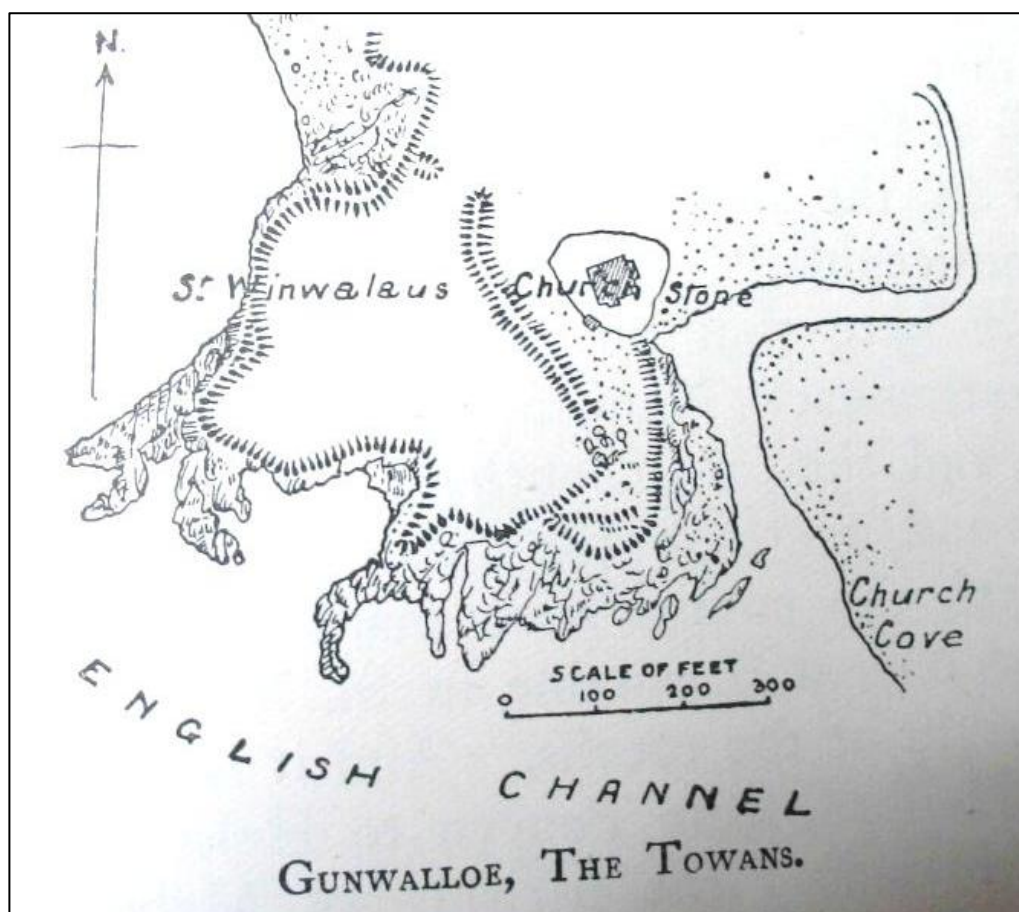 N.
St Winwalaus Church Stone
Church
Cove
SCALE OF FEET
0 100 200 300
ENGLISH CHANNEL
GUNWALLOE, THE TOWANS.